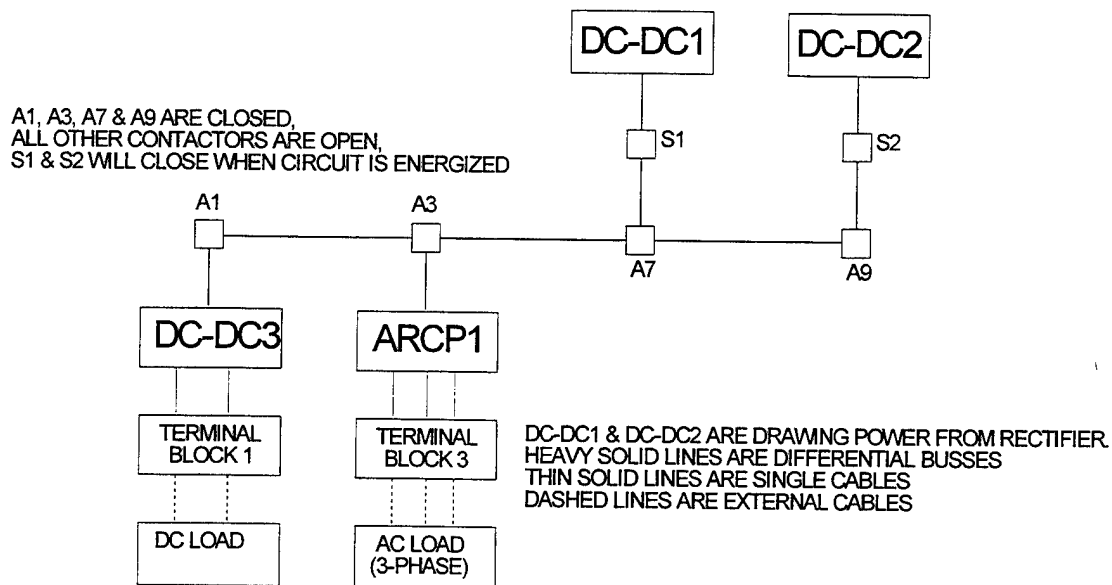 DC-DC1
DC-DC2
A1, A3, A7 & A9 ARE CLOSED,
ALL OTHER CONTACTORS ARE OPEN,
S1 & S2 WILL CLOSE WHEN CIRCUIT IS ENERGIZED
S1
S2
A1
A3
A7
A9
DC-DC3
ARCP1
TERMINAL
BLOCK 1
TERMINAL
BLOCK 3
DC-DC1 & DC-DC2 ARE DRAWING POWER FROM RECTIFIER.
HEAVY SOLID LINES ARE DIFFERENTIAL BUSSES
THIN SOLID LINES ARE SINGLE CABLES
DASHED LINES ARE EXTERNAL CABLES
DC LOAD
AC LOAD
(3-PHASE)